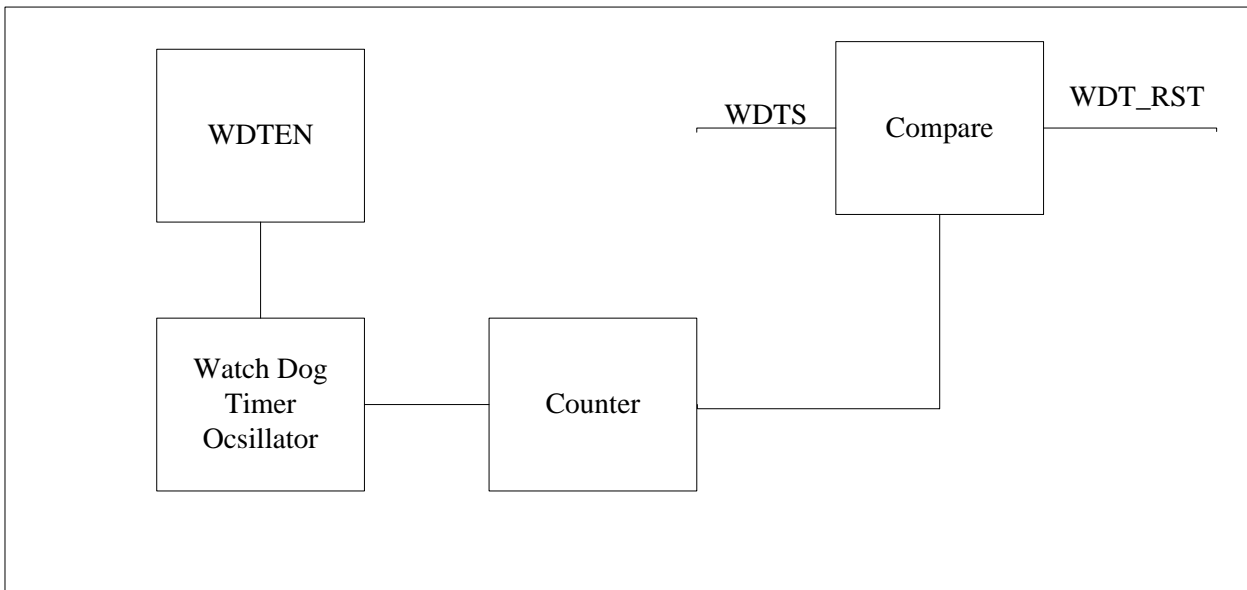 WDTEN
WDTS
Compare
WDT_RST
Watch Dog
Timer
Ocsillator
Counter